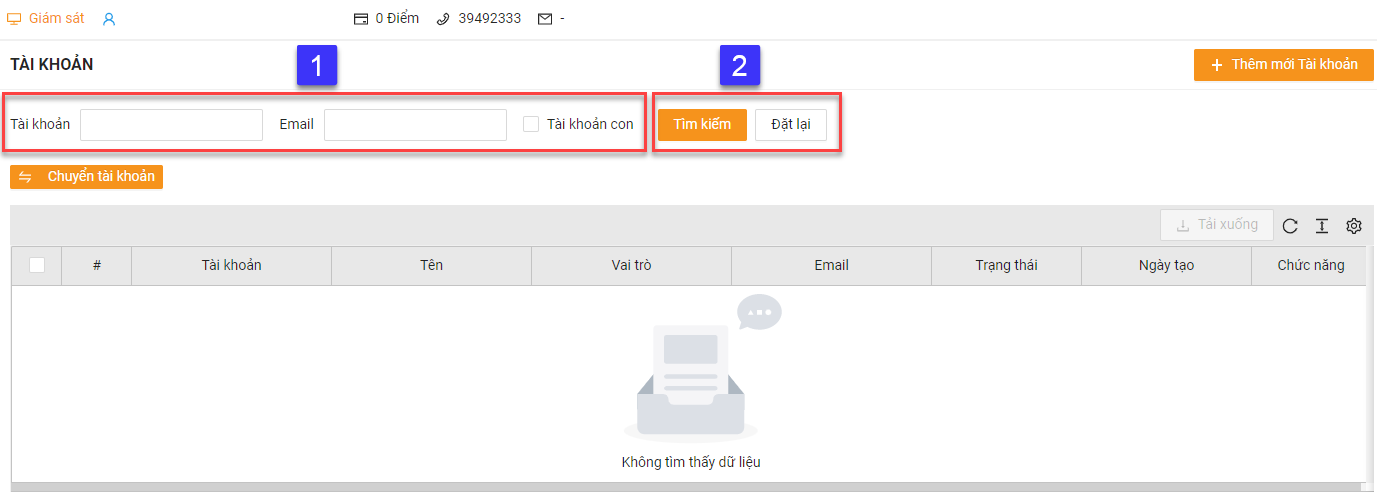 Giám sát 0 Điểm 39492333 -
TÀI KHOẢN 1 2 + Thêm mới Tài khoản
Tài khoản Email Tài khoản con Tìm kiếm Đặt lại
Chuyển tài khoản
Tải xuống
# Tài khoản Tên Vai trò Email Trạng thái Ngày tạo Chức năng
Không tìm thấy dữ liệu